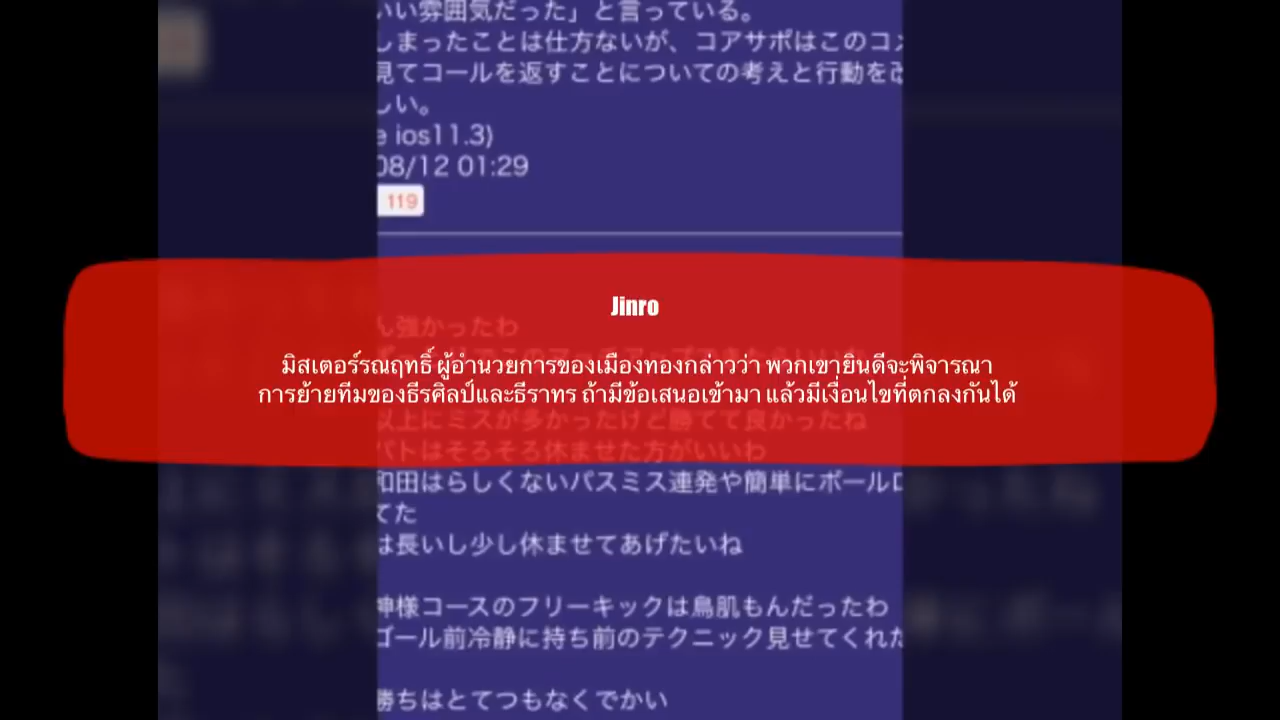 いい雰囲気だった」と言っている。
しまったことは仕方ないが、コアサポはこのコメ
見てコールを返すことについての考えと行動を改
しい。
e ios11.3)
08/12 01:29
119
Jinro
ん強かったわ
มิสเตอร์รณฤทธิ์ ผู้อำนวยการของเมืองทองกล่าวว่า พวกเขายินดีจะพิจารณา
การย้ายทีมของธีรศิลป์และธีราทร ถ้ามีข้อเสนอเข้ามา แล้วมีเงื่อนไขที่ตกลงกันได้
以上にミスが多かったけど勝てて良かったね
パトはそろそろ休ませた方がいいわ
和田はらしくないパスミス連発や簡単にボールロ
てた
は長いし少し休ませてあげたいね
神様コースのフリーキックは鳥肌もんだったわ
ゴール前冷静に持ち前のテクニック見せてくれた
勝ちはとてつもなくでかい